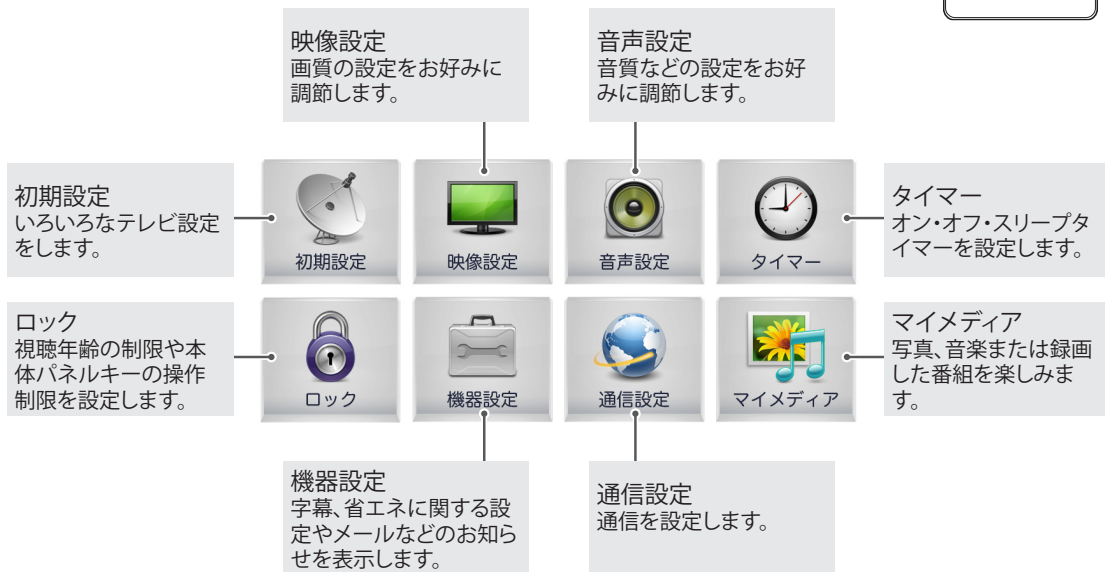 映像設定
画質の設定をお好みに
調節します。
音声設定
音質などの設定をお好
みに調節します。
初期設定
いろいろなテレビ設定
をします。
初期設定
映像設定
音声設定
タイマー
タイマー
オン・オフ・スリープタ
イマーを設定します。
ロック
視聴年齢の制限や本
体パネルキーの操作
制限を設定します。
ロック
機器設定
通信設定
マイメディア
マイメディア
写真、音楽または録画
した番組を楽しみま
す。
機器設定
字幕、省エネに関する設
定やメールなどのお知ら
せを表示します。
通信設定
通信を設定します。